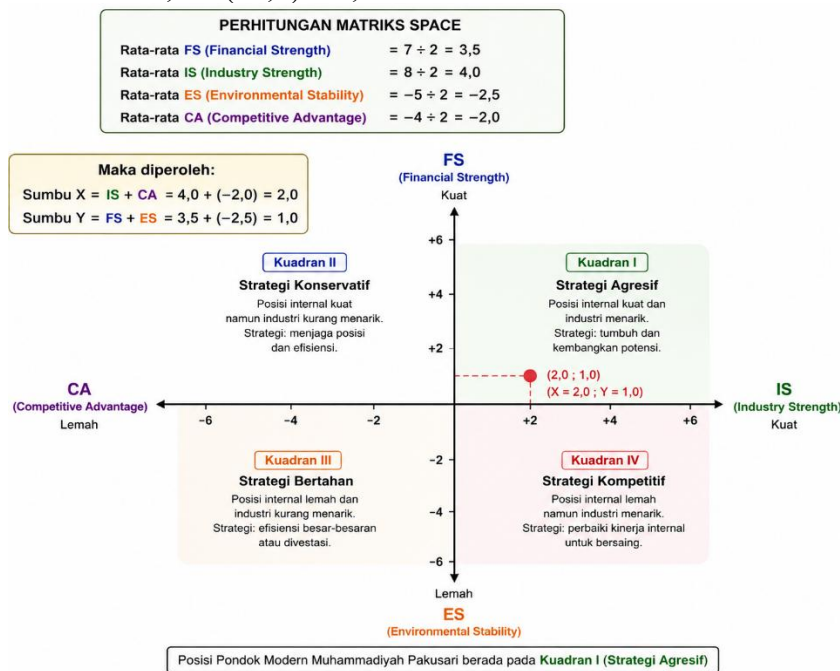 PERHITUNGAN MATRIKS SPACE
Rata-rata FS (Financial Strength) = 7 ÷ 2 = 3,5
Rata-rata IS (Industry Strength) = 8 ÷ 2 = 4,0
Rata-rata ES (Environmental Stability) = −5 ÷ 2 = −2,5
Rata-rata CA (Competitive Advantage) = −4 ÷ 2 = −2,0
Maka diperoleh:
Sumbu X = IS + CA = 4,0 + (−2,0) = 2,0
Sumbu Y = FS + ES = 3,5 + (−2,5) = 1,0
FS
(Financial Strength)
Kuat
+6
+4
+2
Kuadran II
Strategi Konservatif
Posisi internal kuat
namun industri kurang menarik.
Strategi: menjaga posisi
dan efisiensi.
Kuadran I
Strategi Agresif
Posisi internal kuat dan
industri menarik.
Strategi: tumbuh dan
kembangkan potensi.
(2,0 ; 1,0)
(X = 2,0 ; Y = 1,0)
CA
(Competitive Advantage)
Lemah
−6 −4 −2 +2 +4 +6
IS
(Industry Strength)
Kuat
Kuadran III
Strategi Bertahan
Posisi internal lemah dan
industri kurang menarik.
Strategi: efisiensi besar-besaran
atau divestasi.
Kuadran IV
Strategi Kompetitif
Posisi internal lemah
namun industri menarik.
Strategi: perbaiki kinerja internal
untuk bersaing.
−2
−4
−6
Lemah
ES
(Environmental Stability)
Posisi Pondok Modern Muhammadiyah Pakusari berada pada Kuadran I (Strategi Agresif)